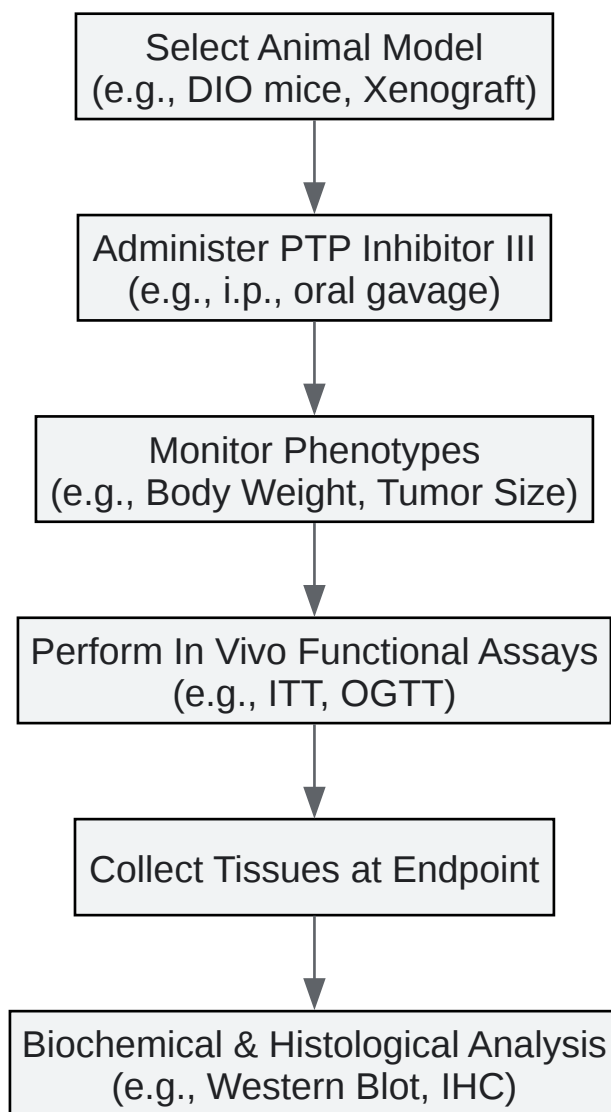 Select Animal Model
(e.g., DIO mice, Xenograft)
Administer PTP Inhibitor III
(e.g., i.p., oral gavage)
Monitor Phenotypes
(e.g., Body Weight, Tumor Size)
Perform In Vivo Functional Assays
(e.g., ITT, OGTT)
Collect Tissues at Endpoint
Biochemical & Histological Analysis
(e.g., Western Blot, IHC)